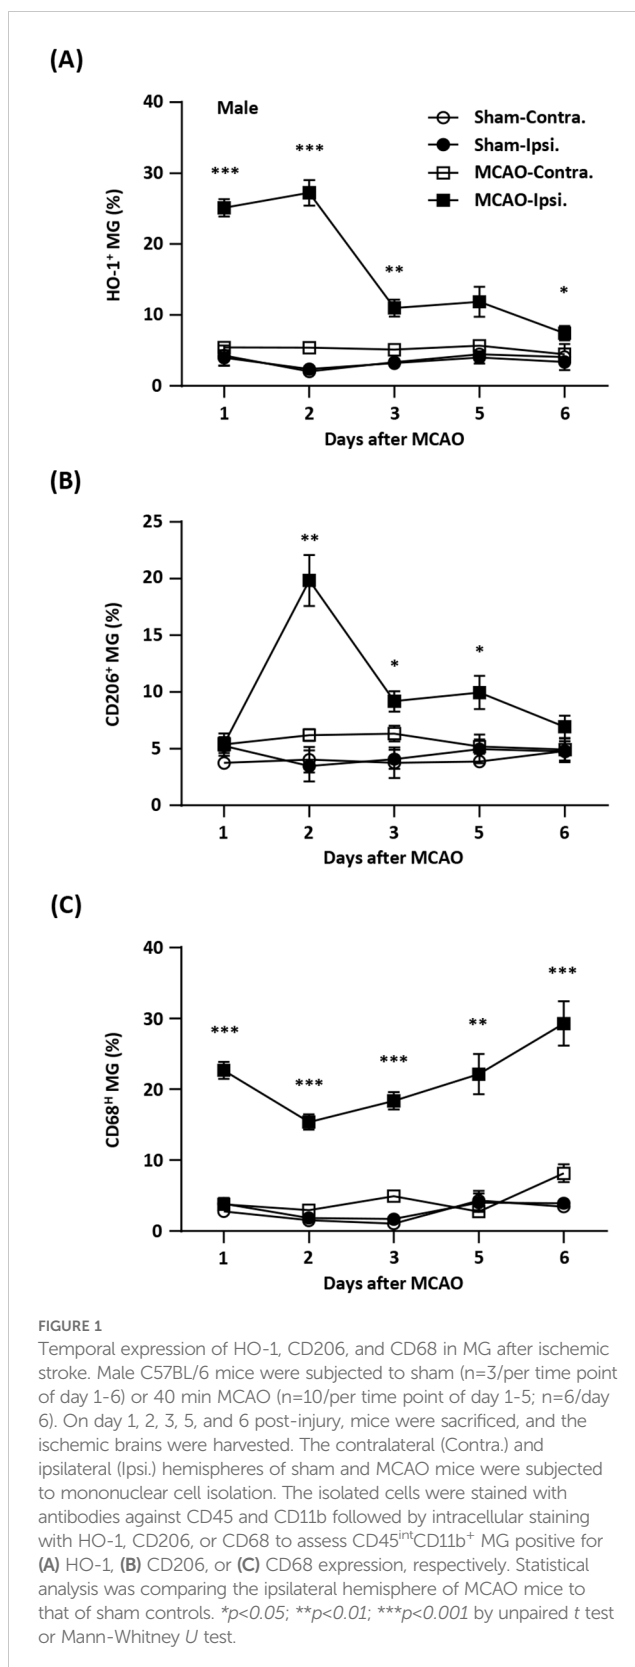 (A)
Male
Sham-Contra.
Sham-Ipsi.
MCAO-Contra.
MCAO-Ipsi.
***
***
**
*
40
30
20
10
0
HO-1⁺ MG (%)
1 2 3 5 6
Days after MCAO
(B)
**
*
*
25
20
15
10
5
0
CD206⁺ MG (%)
1 2 3 5 6
Days after MCAO
(C)
***
***
***
**
***
40
30
20
10
0
CD68ᴴ MG (%)
1 2 3 5 6
Days after MCAO
FIGURE 1
Temporal expression of HO-1, CD206, and CD68 in MG after ischemic
stroke. Male C57BL/6 mice were subjected to sham (n=3/per time point
of day 1-6) or 40 min MCAO (n=10/per time point of day 1-5; n=6/day
6). On day 1, 2, 3, 5, and 6 post-injury, mice were sacrificed, and the
ischemic brains were harvested. The contralateral (Contra.) and
ipsilateral (Ipsi.) hemispheres of sham and MCAO mice were subjected
to mononuclear cell isolation. The isolated cells were stained with
antibodies against CD45 and CD11b followed by intracellular staining
with HO-1, CD206, or CD68 to assess CD45ⁱⁿᵗCD11b⁺ MG positive for
(A) HO-1, (B) CD206, or (C) CD68 expression, respectively. Statistical
analysis was comparing the ipsilateral hemisphere of MCAO mice to
that of sham controls. *p<0.05; **p<0.01; ***p<0.001 by unpaired t test
or Mann-Whitney U test.